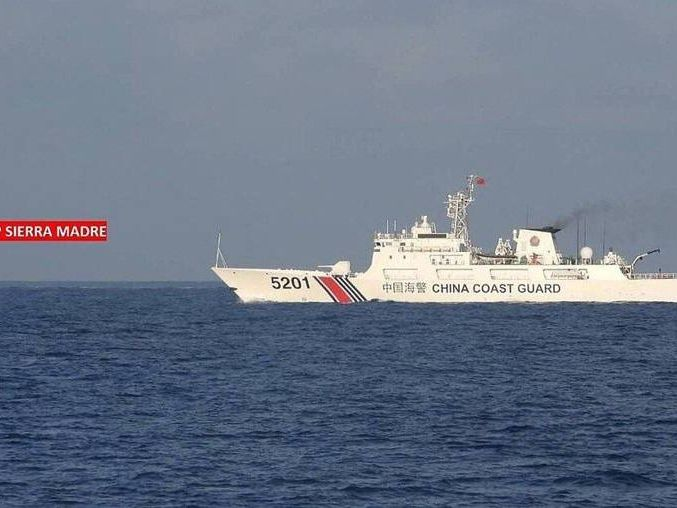 P SIERRA MADRE
5201 中国海警 CHINA COAST GUARD